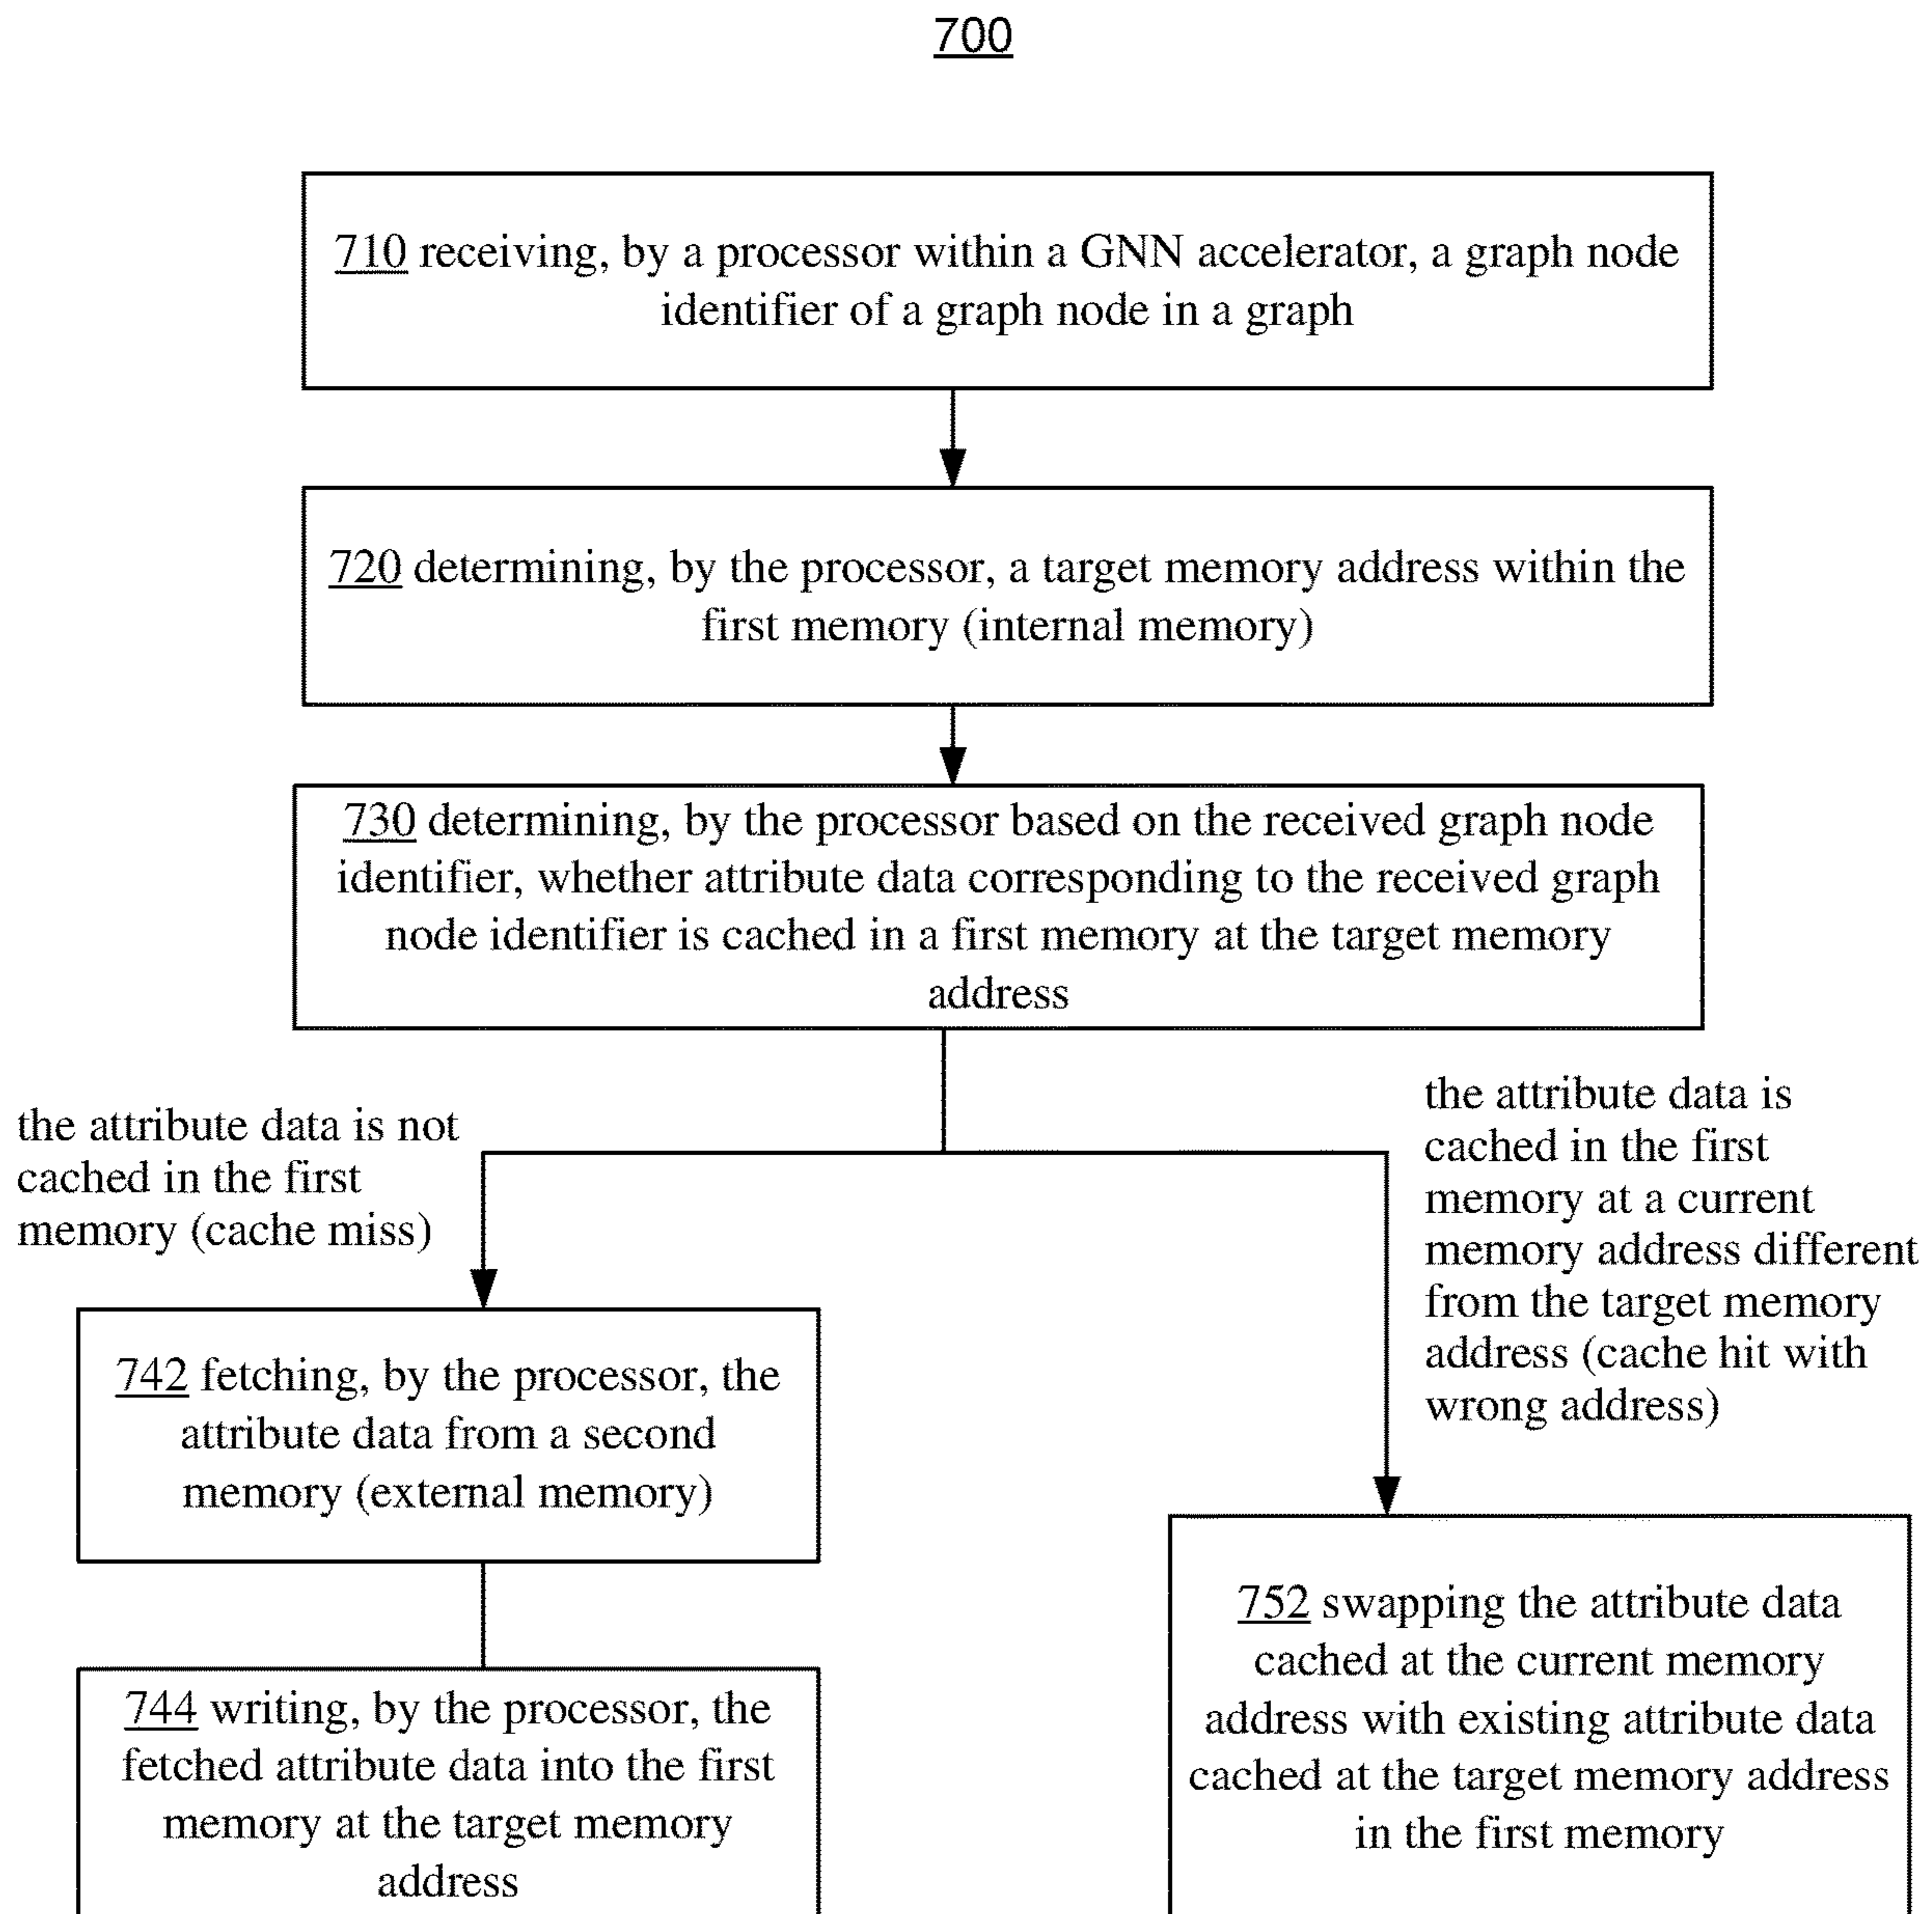 700
710 receiving, by a processor within a GNN accelerator, a graph node
identifier of a graph node in a graph
720 determining, by the processor, a target memory address within the
first memory (internal memory)
730 determining, by the processor based on the received graph node
identifier, whether attribute data corresponding to the received graph
node identifier is cached in a first memory at the target memory
address
the attribute data is not
cached in the first
memory (cache miss)
the attribute data is
cached in the first
memory at a current
memory address different
from the target memory
address (cache hit with
wrong address)
742 fetching, by the processor, the
attribute data from a second
memory (external memory)
744 writing, by the processor, the
fetched attribute data into the first
memory at the target memory
address
752 swapping the attribute data
cached at the current memory
address with existing attribute data
cached at the target memory address
in the first memory